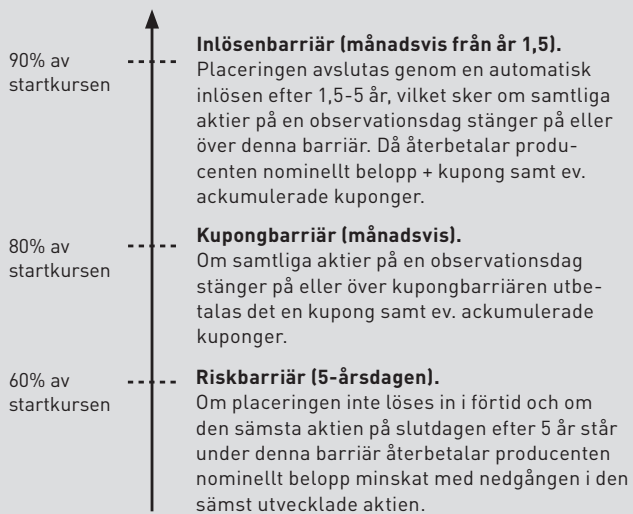 90% av
startkursen
Inlösenbarriär (månadsvis från år 1,5).
Placeringen avslutas genom en automatisk
inlösen efter 1,5-5 år, vilket sker om samtliga
aktier på en observationsdag stänger på eller
över denna barriär. Då återbetalar produ-
centen nominellt belopp + kupong samt ev.
ackumulerade kuponger.
80% av
startkursen
Kupongbarriär (månadsvis).
Om samtliga aktier på en observationsdag
stänger på eller över kupongbarriären utbe-
talas det en kupong samt ev. ackumulerade
kuponger.
60% av
startkursen
Riskbarriär (5-årsdagen).
Om placeringen inte löses in i förtid och om
den sämsta aktien på slutdagen efter 5 år står
under denna barriär återbetalar producenten
nominellt belopp minskat med nedgången i den
sämst utvecklade aktien.